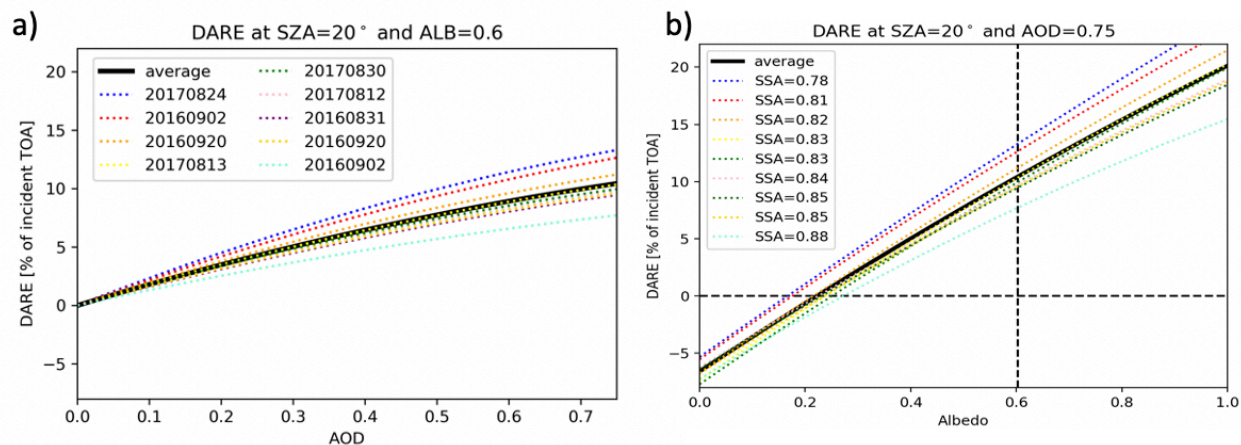 a)
DARE at SZA=20° and ALB=0.6
average
20170824
20160902
20160920
20170813
20170830
20170812
20160831
20160920
20160902
DARE [% of incident TOA]
20
15
10
5
0
−5
0.0 0.1 0.2 0.3 0.4 0.5 0.6 0.7
AOD
b)
DARE at SZA=20° and AOD=0.75
average
SSA=0.78
SSA=0.81
SSA=0.82
SSA=0.83
SSA=0.83
SSA=0.84
SSA=0.85
SSA=0.85
SSA=0.88
DARE [% of incident TOA]
20
15
10
5
0
−5
0.0 0.2 0.4 0.6 0.8 1.0
Albedo